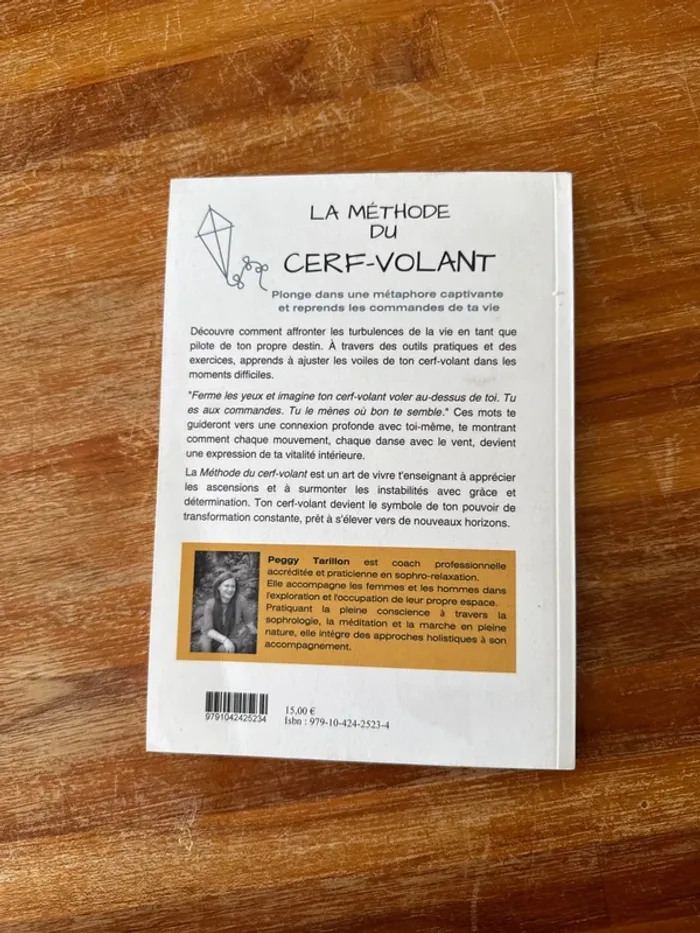 LA MÉTHODE
DU
CERF-VOLANT
Plonge dans une métaphore captivante
et reprends les commandes de ta vie
Découvre comment affronter les turbulences de la vie en tant que
pilote de ton propre destin. À travers des outils pratiques et des
exercices, apprends à ajuster les voiles de ton cerf-volant dans les
moments difficiles.
"Ferme les yeux et imagine ton cerf-volant voler au-dessus de toi. Tu
es aux commandes. Tu le mènes où bon te semble." Ces mots te
guideront vers une connexion profonde avec toi-même, te montrant
comment chaque mouvement, chaque danse avec le vent, devient
une expression de ta vitalité intérieure.
La Méthode du cerf-volant est un art de vivre t'enseignant à apprécier
les ascensions et à surmonter les instabilités avec grâce et
détermination. Ton cerf-volant devient le symbole de ton pouvoir de
transformation constante, prêt à s'élever vers de nouveaux horizons.
Peggy Tarillon est coach professionnelle
accréditée et praticienne en sophro-relaxation.
Elle accompagne les femmes et les hommes dans
l'exploration et l'occupation de leur propre espace.
Pratiquant la pleine conscience à travers la
sophrologie, la méditation et la marche en pleine
nature, elle intègre des approches holistiques à son
accompagnement.
9791042425234
15,00 €
Isbn : 979-10-424-2523-4